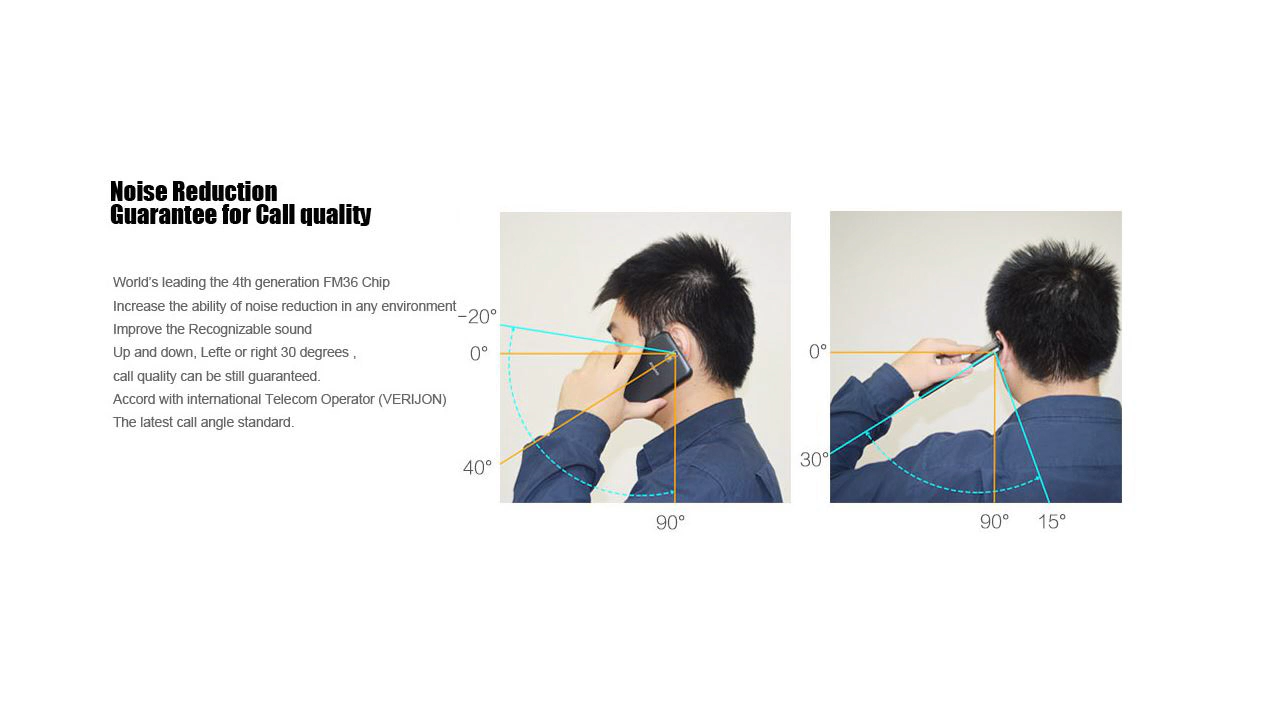 Noise Reduction
Guarantee for Call quality
World's leading the 4th generation FM36 Chip
Increase the ability of noise reduction in any environment
Improve the Recognizable sound
Up and down, Lefte or right 30 degrees ,
call quality can be still guaranteed.
Accord with international Telecom Operator (VERIJON)
The latest call angle standard.
−20°
0°
40°
90°
0°
30°
90°
15°